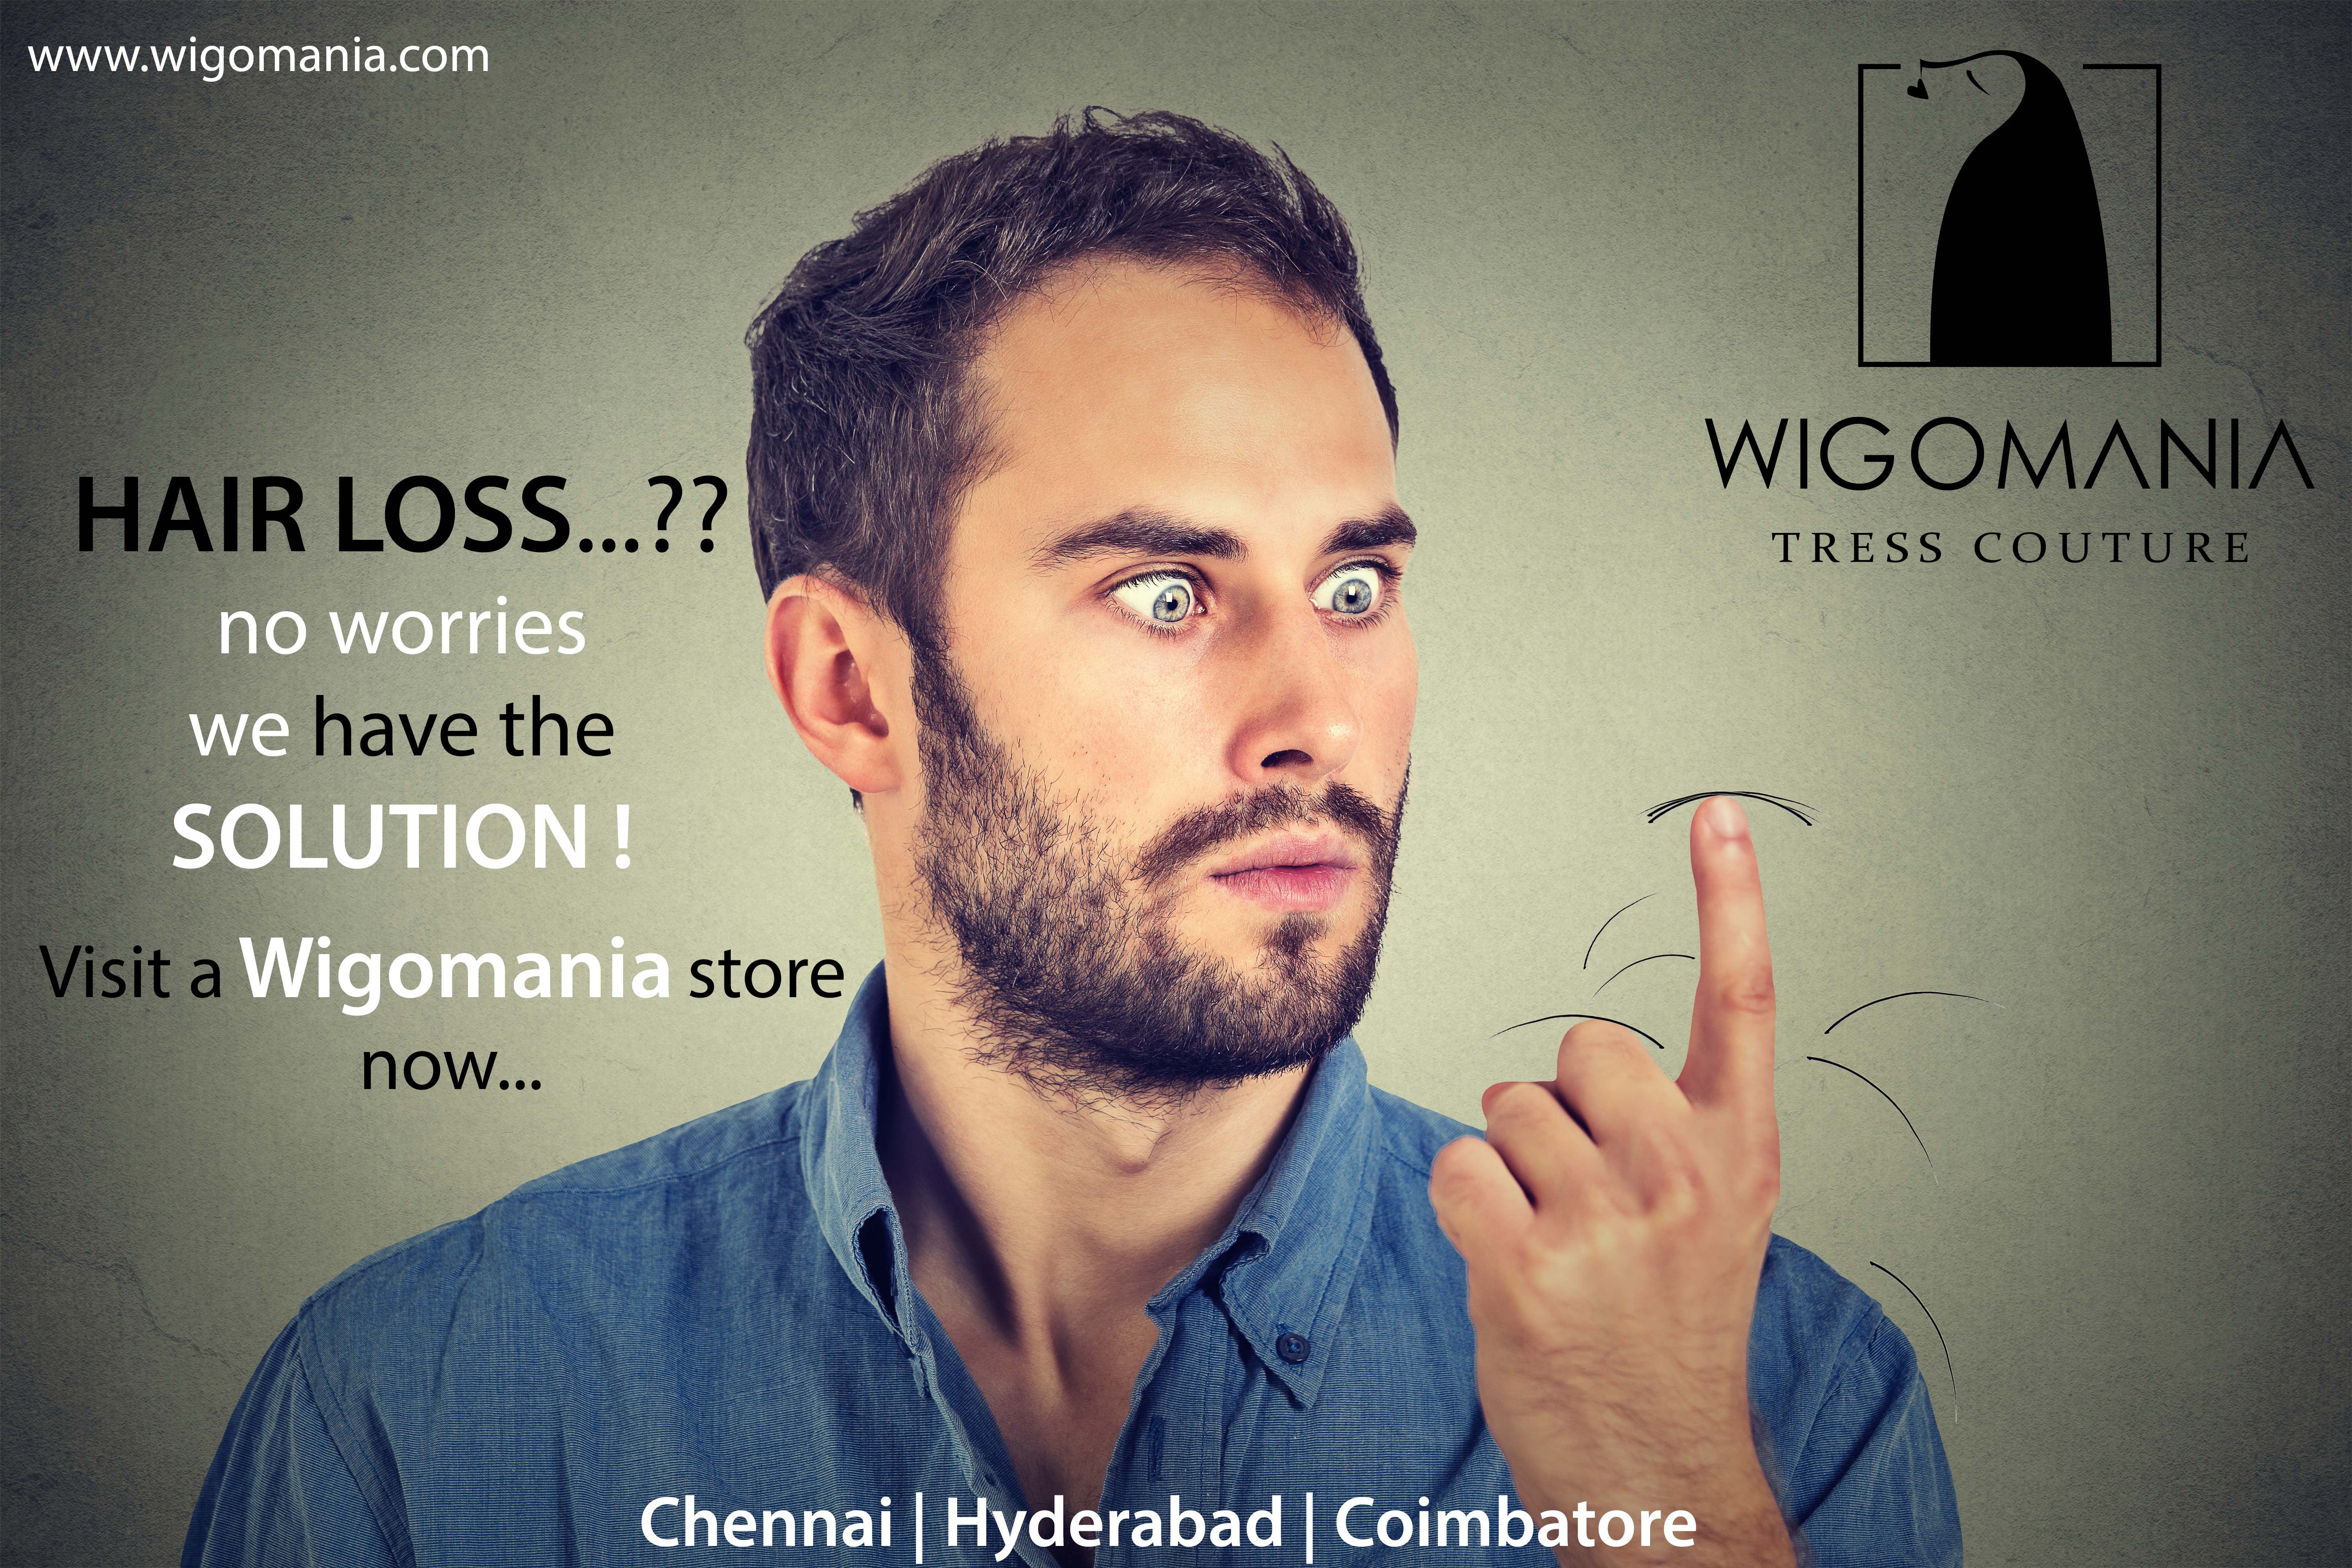 www.wigomania.com
WIGOMANIA
TRESS COUTURE
HAIR LOSS...??
no worries
we have the
SOLUTION !
Visit a Wigomania store
now...
Chennai | Hyderabad | Coimbatore